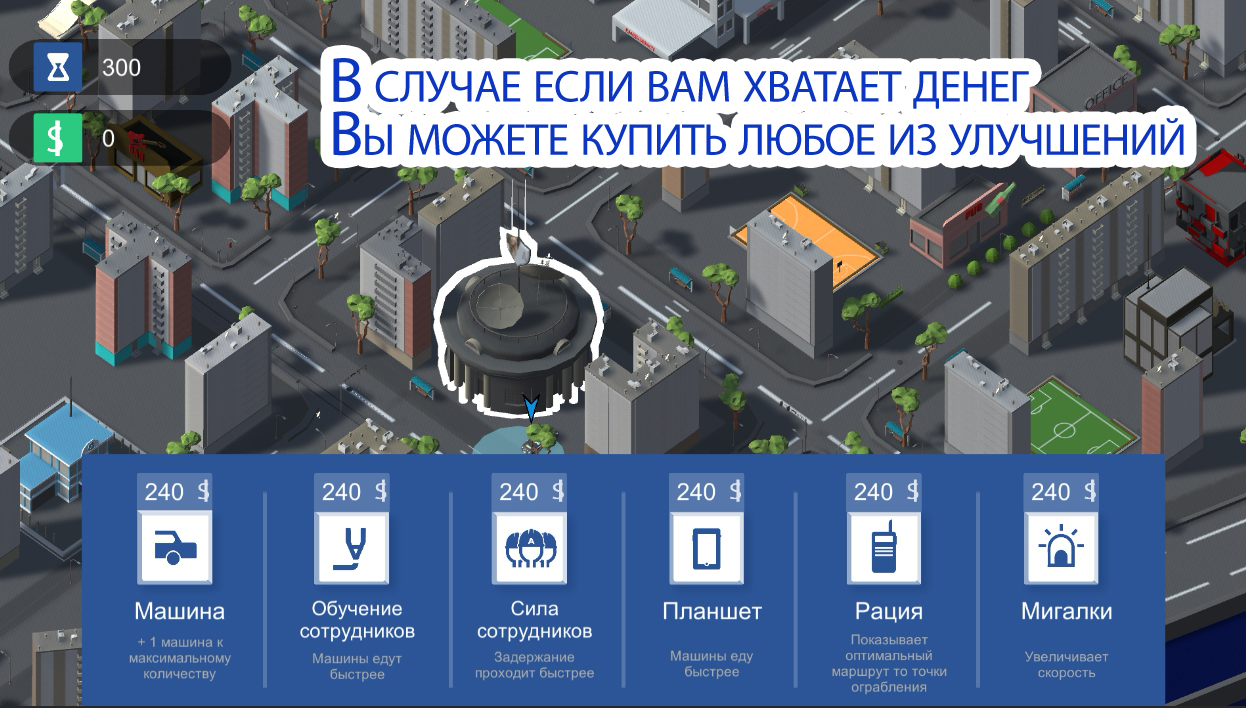 300
В СЛУЧАЕ ЕСЛИ ВАМ ХВАТАЕТ ДЕНЕГ
0
ВЫ МОЖЕТЕ КУПИТЬ ЛЮБОЕ ИЗ УЛУЧШЕНИЙ
OFFICE
240 $
240 $
240 $
240 $
240 $
240 $
Машина
+ 1 машина к
максимальному
количеству
Обучение
сотрудников
Машины едут
быстрее
Сила
сотрудников
Задержание
проходит быстрее
Планшет
Машины еду
быстрее
Рация
Показывает
оптимальный
маршрут то точки
ограбления
Мигалки
Увеличивает
скорость